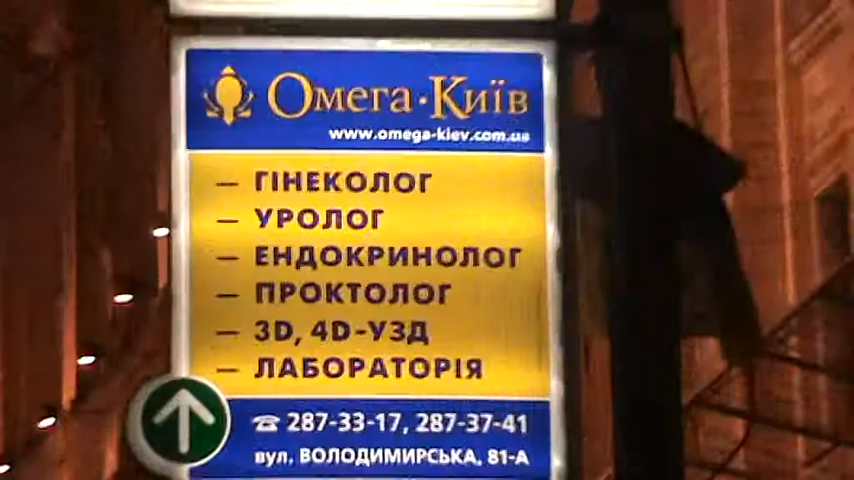 Омега·Київ
www.omega-kiev.com.ua
– ГІНЕКОЛОГ
– УРОЛОГ
– ЕНДОКРИНОЛОГ
– ПРОКТОЛОГ
– 3D, 4D-УЗД
– ЛАБОРАТОРІЯ
☎ 287-33-17, 287-37-41
вул. ВОЛОДИМИРСЬКА, 81-А